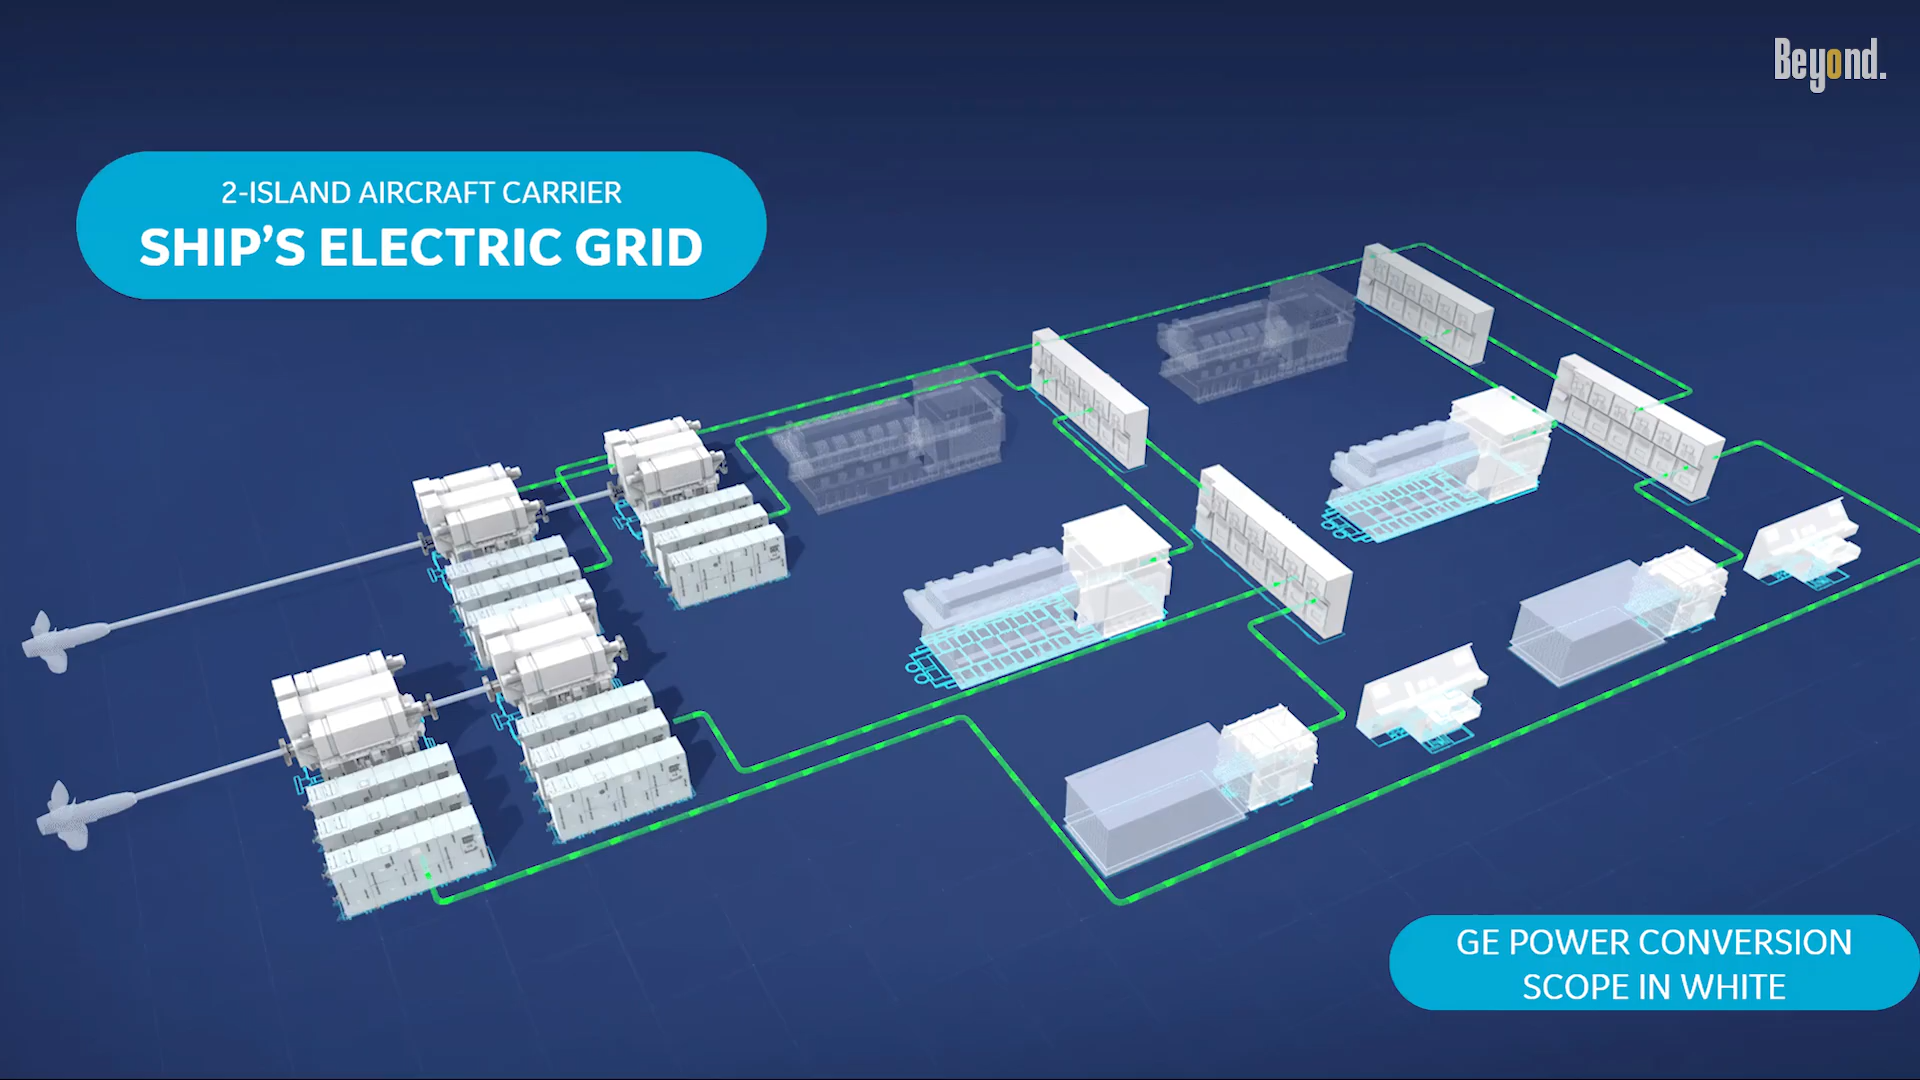 Beyond.
2-ISLAND AIRCRAFT CARRIER
SHIP'S ELECTRIC GRID
GE POWER CONVERSION
SCOPE IN WHITE